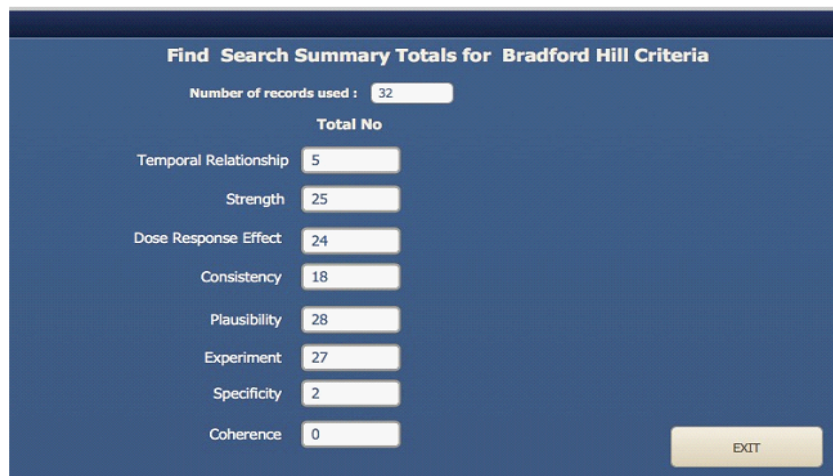 Find Search Summary Totals for Bradford Hill Criteria
Number of records used : 32
Total No
Temporal Relationship 5
Strength 25
Dose Response Effect 24
Consistency 18
Plausibility 28
Experiment 27
Specificity 2
Coherence 0
EXIT